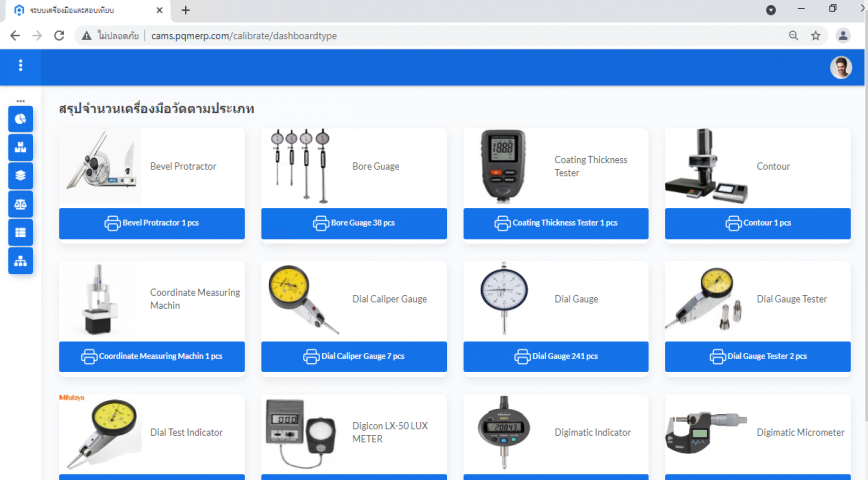 ระบบเครื่องมือและสอบเทียบ
ไม่ปลอดภัย
cams.pqmerp.com/calibrate/dashboardtype
สรุปจำนวนเครื่องมือวัดตามประเภท
Bevel Protractor
Bore Guage
Coating Thickness
Tester
Contour
Bevel Protractor 1 pcs
Bore Guage 38 pcs
Coating Thickness Tester 1 pcs
Contour 1 pcs
Coordinate Measuring
Machin
Dial Caliper Gauge
Dial Gauge
Dial Gauge Tester
Coordinate Measuring Machin 1 pcs
Dial Caliper Gauge 7 pcs
Dial Gauge 241 pcs
Dial Gauge Tester 2 pcs
Mitutoyo
Dial Test Indicator
Digicon LX-50 LUX
METER
Digimatic Indicator
Digimatic Micrometer